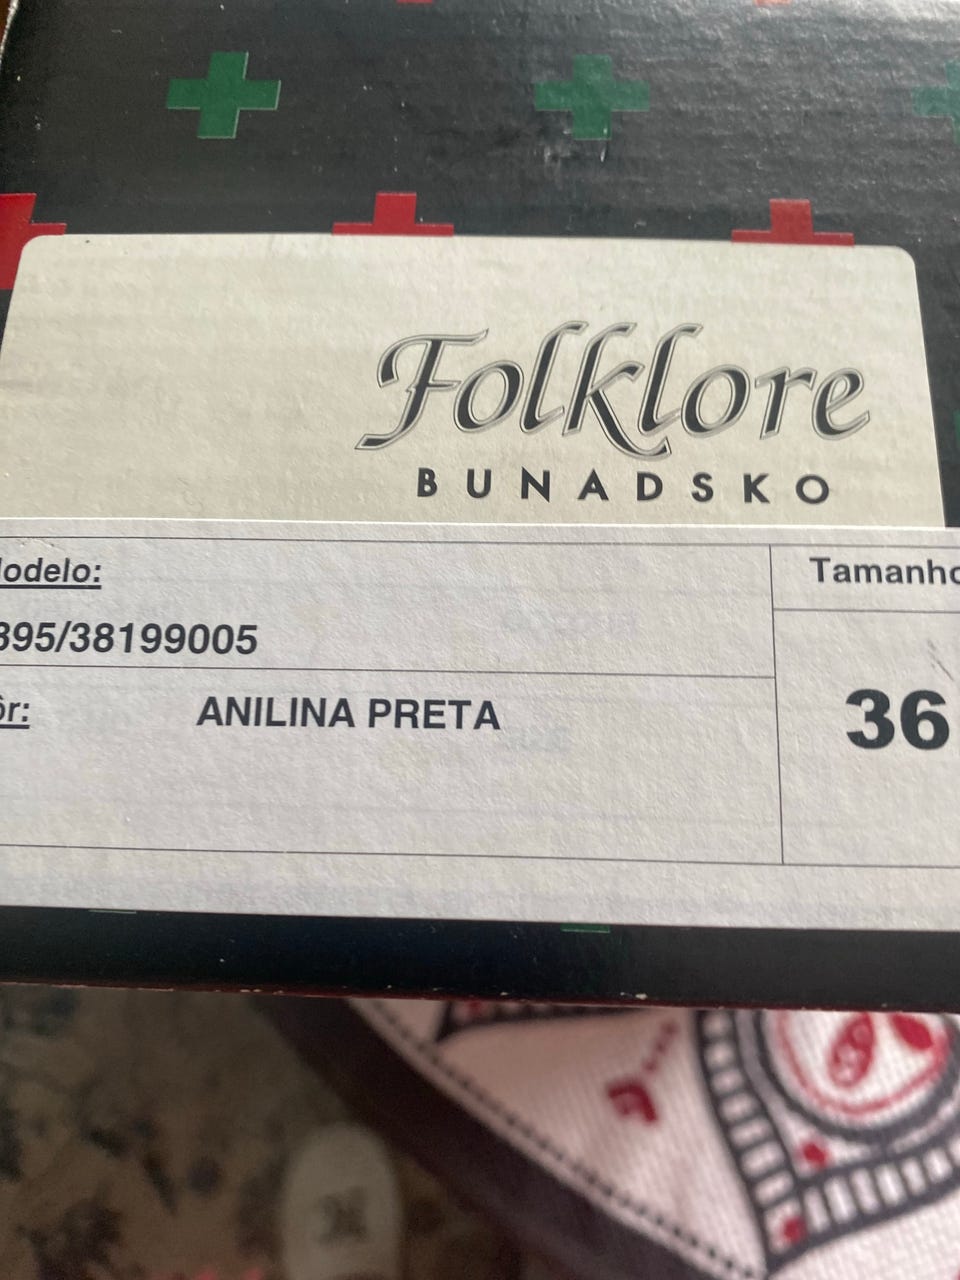 Folklore
BUNADSKO
odelo:
Tamanho
395/38199005
36
ôr:
ANILINA PRETA